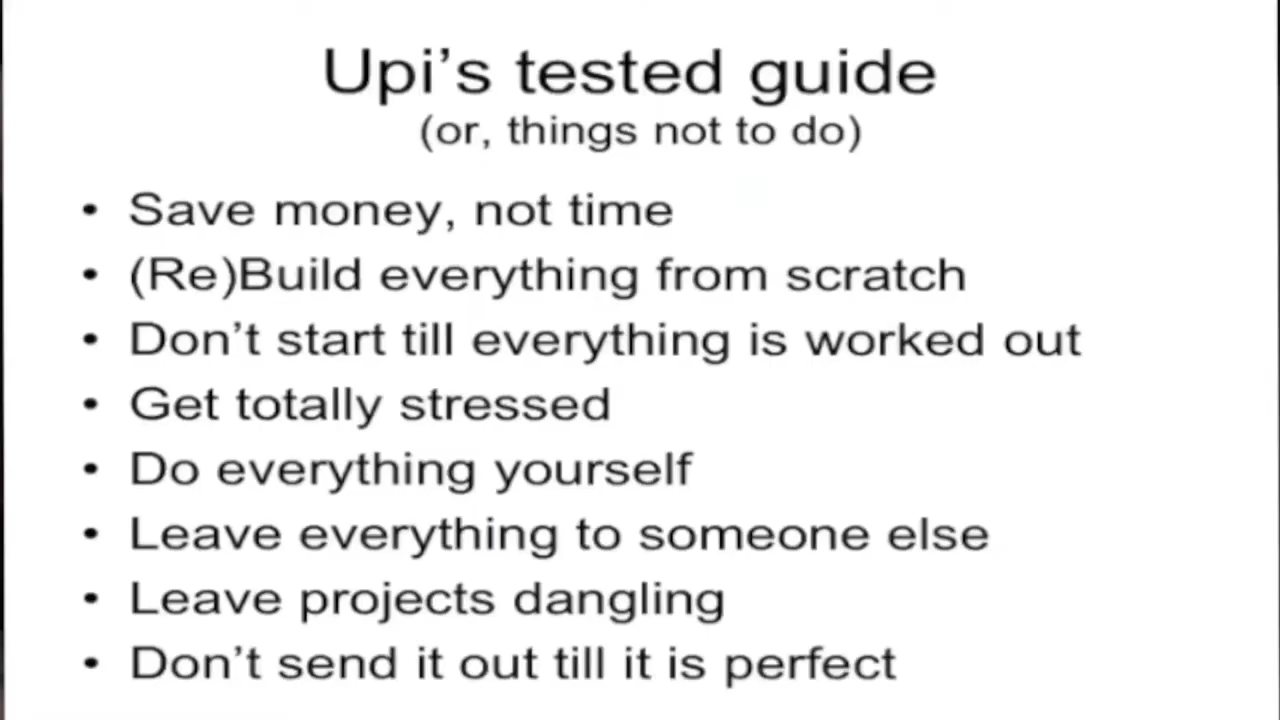 Upi's tested guide
(or, things not to do)
• Save money, not time
• (Re)Build everything from scratch
• Don't start till everything is worked out
• Get totally stressed
• Do everything yourself
• Leave everything to someone else
• Leave projects dangling
• Don't send it out till it is perfect